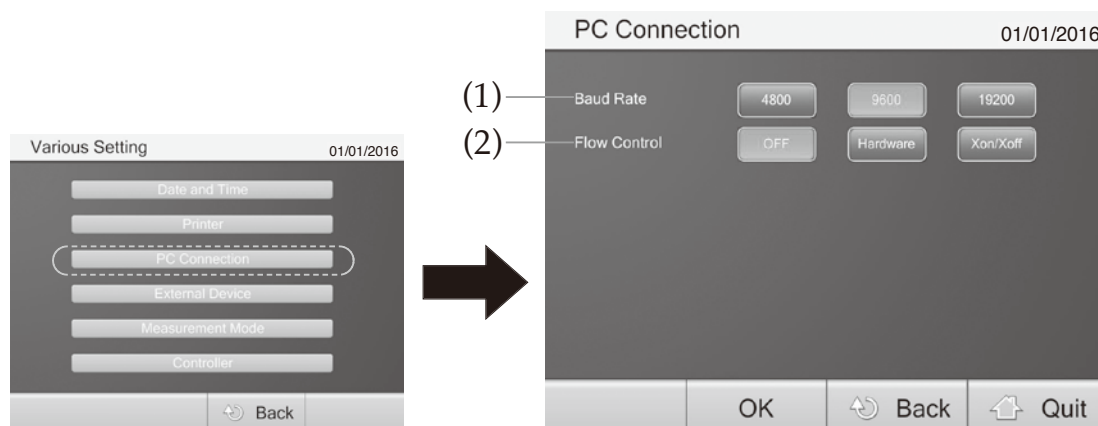 Various Setting 01/01/2016
Date and Time
Printer
PC Connection
External Device
Measurement Mode
Controller
Back
PC Connection 01/01/2016
(1) Baud Rate 4800 9600 19200
(2) Flow Control OFF Hardware Xon/Xoff
OK Back Quit